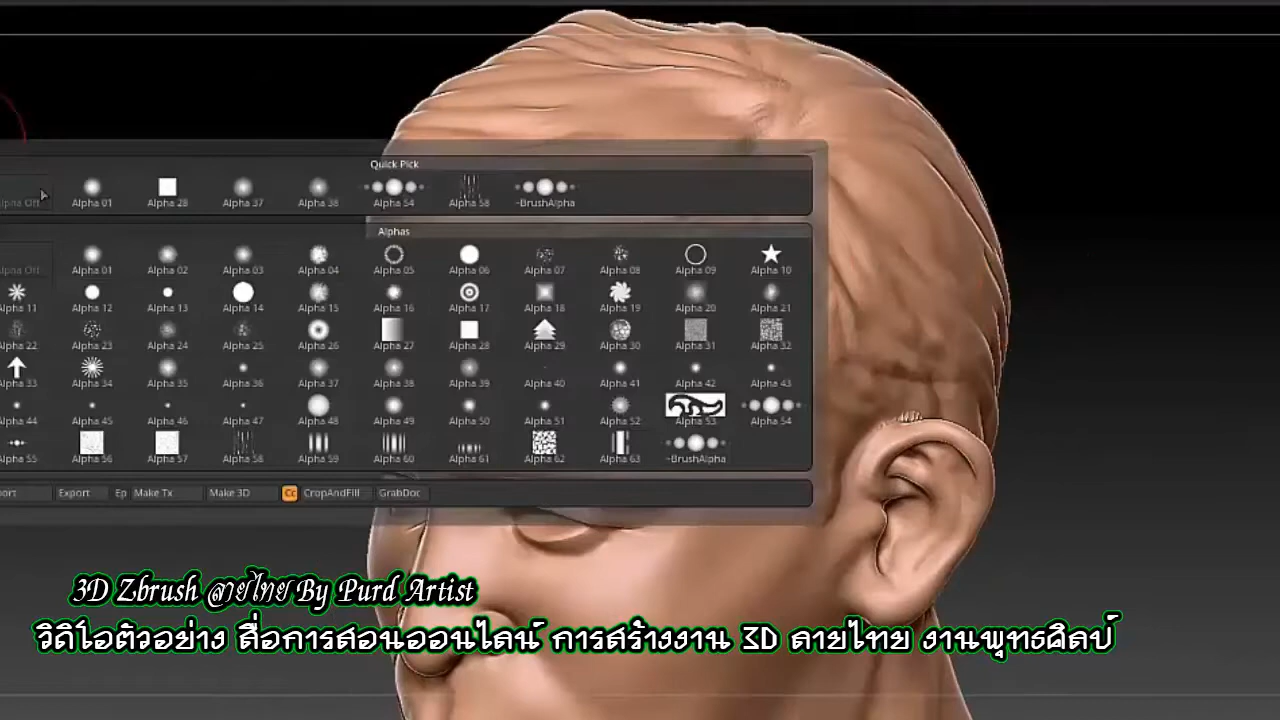 Quick Pick
Alpha Off Alpha 01 Alpha 28 Alpha 37 Alpha 38 Alpha 54 Alpha 58 ~BrushAlpha
Alphas
Alpha Off Alpha 01 Alpha 02 Alpha 03 Alpha 04 Alpha 05 Alpha 06 Alpha 07 Alpha 08 Alpha 09 Alpha 10
Alpha 11 Alpha 12 Alpha 13 Alpha 14 Alpha 15 Alpha 16 Alpha 17 Alpha 18 Alpha 19 Alpha 20 Alpha 21
Alpha 22 Alpha 23 Alpha 24 Alpha 25 Alpha 26 Alpha 27 Alpha 28 Alpha 29 Alpha 30 Alpha 31 Alpha 32
Alpha 33 Alpha 34 Alpha 35 Alpha 36 Alpha 37 Alpha 38 Alpha 39 Alpha 40 Alpha 41 Alpha 42 Alpha 43
Alpha 44 Alpha 45 Alpha 46 Alpha 47 Alpha 48 Alpha 49 Alpha 50 Alpha 51 Alpha 52 Alpha 53 Alpha 54
Alpha 55 Alpha 56 Alpha 57 Alpha 58 Alpha 59 Alpha 60 Alpha 61 Alpha 62 Alpha 63 ~BrushAlpha
port Export Ep Make Tx Make 3D Cc CropAndFill GrabDoc
3D Zbrush ลายไทย By Purd Artist
วิดีโอตัวอย่าง สื่อการสอนออนไลน์ การสร้างงาน 3D ลายไทย งานพุทธศิลป์